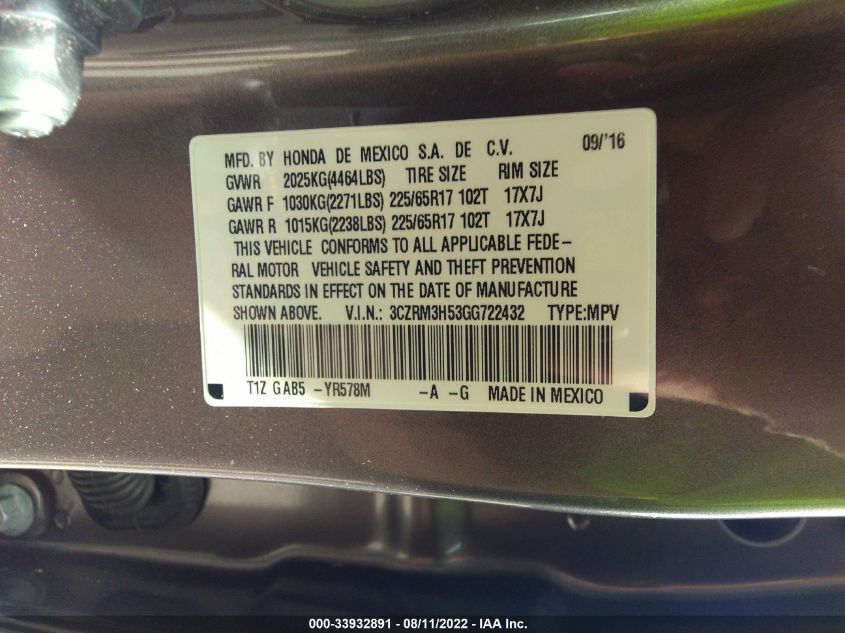 MFD. BY HONDA DE MEXICO S.A. DE C.V. 09/'16
GVWR 2025KG(4464LBS) TIRE SIZE RIM SIZE
GAWR F 1030KG(2271LBS) 225/65R17 102T 17X7J
GAWR R 1015KG(2238LBS) 225/65R17 102T 17X7J
THIS VEHICLE CONFORMS TO ALL APPLICABLE FEDE-
RAL MOTOR VEHICLE SAFETY AND THEFT PREVENTION
STANDARDS IN EFFECT ON THE DATE OF MANUFACTURE
SHOWN ABOVE. V.I.N.: 3CZRM3H53GG722432 TYPE:MPV
T1Z GAB5 -YR578M -A -G MADE IN MEXICO
000-33932891 - 08/11/2022 - IAA Inc.